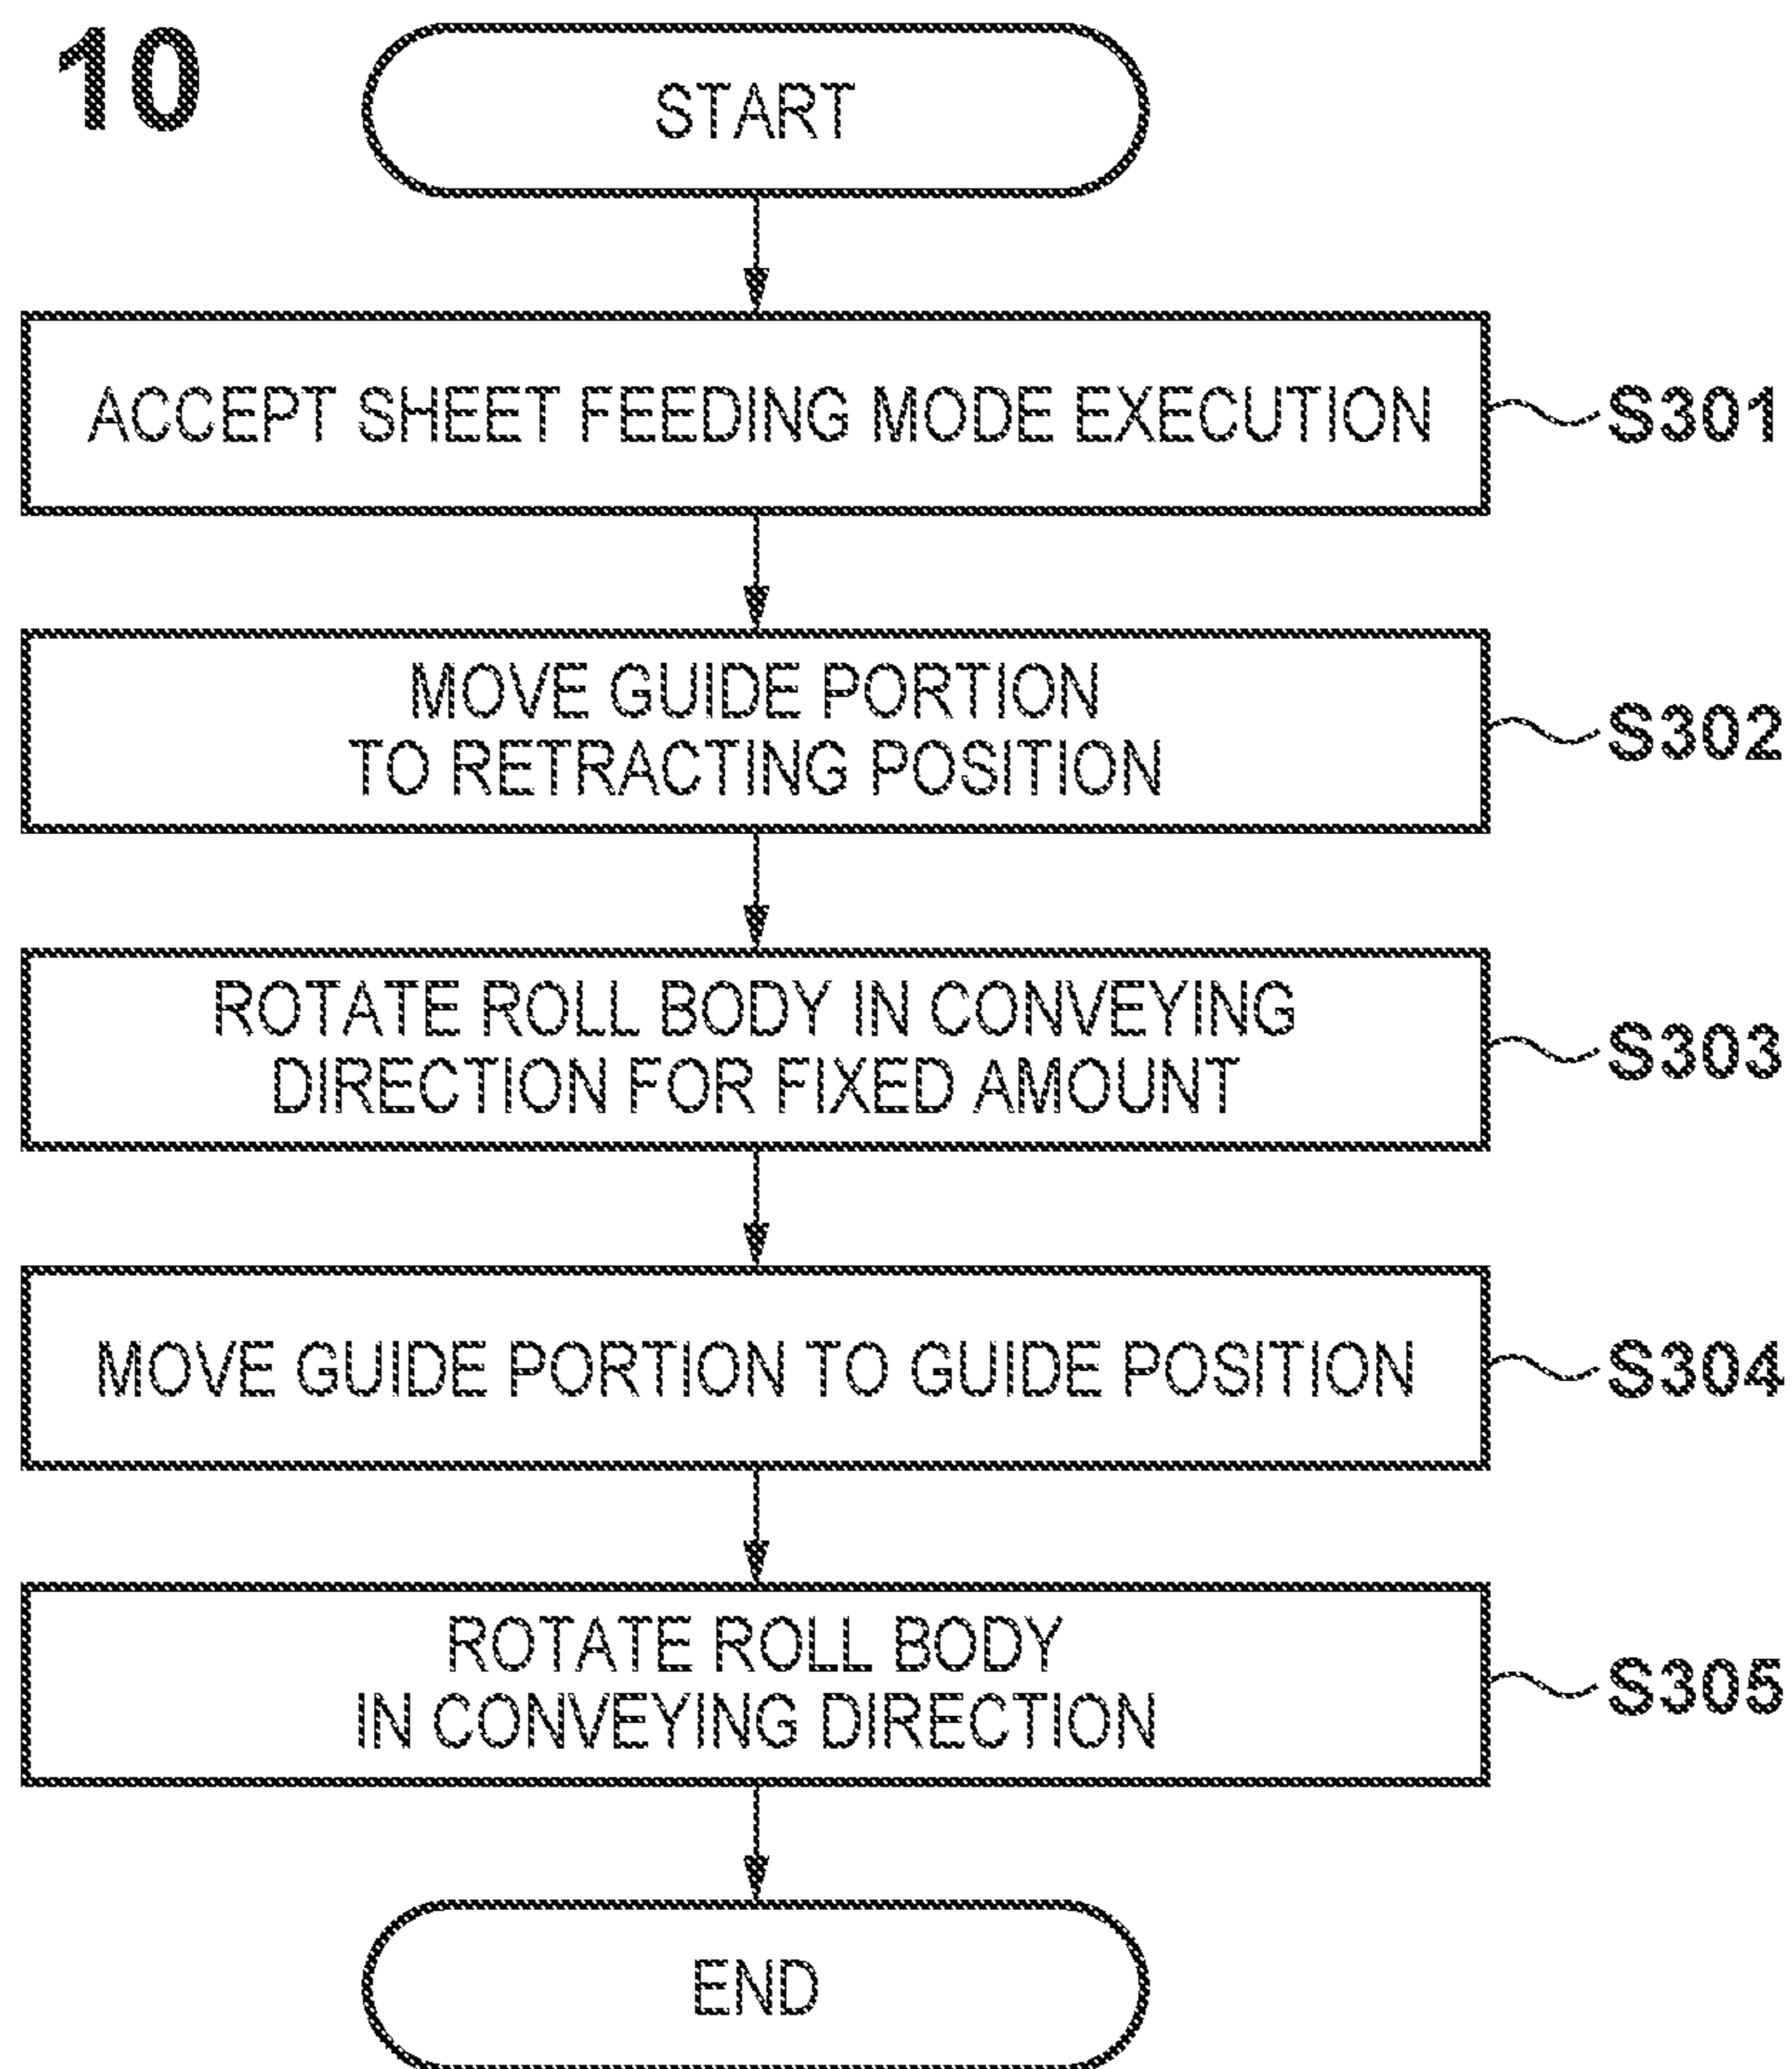 10
START
ACCEPT SHEET FEEDING MODE EXECUTION
S301
MOVE GUIDE PORTION
TO RETRACTING POSITION
S302
ROTATE ROLL BODY IN CONVEYING
DIRECTION FOR FIXED AMOUNT
S303
MOVE GUIDE PORTION TO GUIDE POSITION
S304
ROTATE ROLL BODY
IN CONVEYING DIRECTION
S305
END